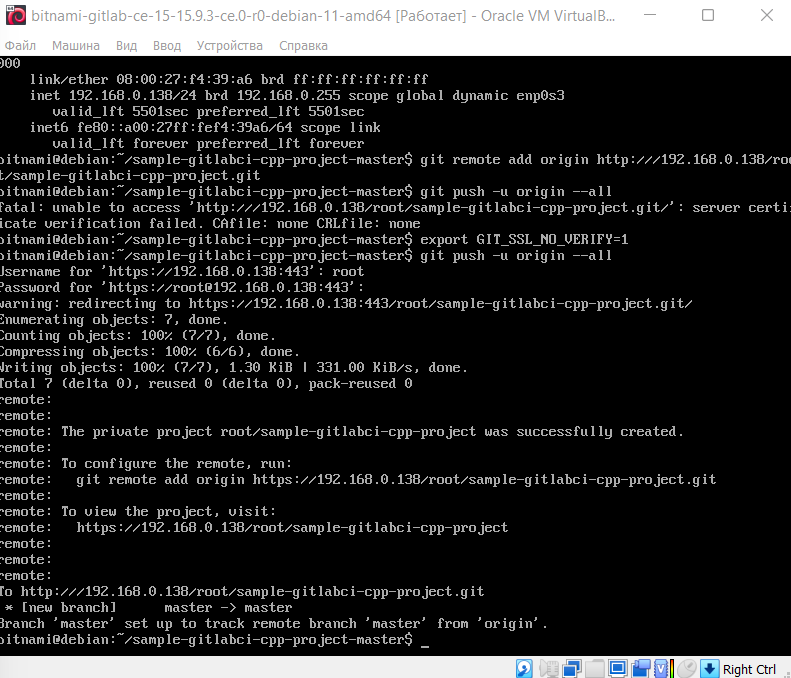 bitnami-gitlab-ce-15-15.9.3-ce.0-r0-debian-11-amd64 [Работает] - Oracle VM VirtualB...
Файл Машина Вид Ввод Устройства Справка
000
link/ether 08:00:27:f4:39:a6 brd ff:ff:ff:ff:ff:ff
inet 192.168.0.138/24 brd 192.168.0.255 scope global dynamic enp0s3
valid_lft 5501sec preferred_lft 5501sec
inet6 fe80::a00:27ff:fef4:39a6/64 scope link
valid_lft forever preferred_lft forever
bitnami@debian:~/sample-gitlabci-cpp-project-master$ git remote add origin http:///192.168.0.138/roo
t/sample-gitlabci-cpp-project.git
bitnami@debian:~/sample-gitlabci-cpp-project-master$ git push -u origin --all
fatal: unable to access 'http:///192.168.0.138/root/sample-gitlabci-cpp-project.git/': server certif
icate verification failed. CAfile: none CRLfile: none
bitnami@debian:~/sample-gitlabci-cpp-project-master$ export GIT_SSL_NO_VERIFY=1
bitnami@debian:~/sample-gitlabci-cpp-project-master$ git push -u origin --all
Username for 'https://192.168.0.138:443': root
Password for 'https://root@192.168.0.138:443':
warning: redirecting to https://192.168.0.138:443/root/sample-gitlabci-cpp-project.git/
Enumerating objects: 7, done.
Counting objects: 100% (7/7), done.
Compressing objects: 100% (6/6), done.
Writing objects: 100% (7/7), 1.30 KiB | 331.00 KiB/s, done.
Total 7 (delta 0), reused 0 (delta 0), pack-reused 0
remote:
remote:
remote: The private project root/sample-gitlabci-cpp-project was successfully created.
remote:
remote: To configure the remote, run:
remote:   git remote add origin https://192.168.0.138/root/sample-gitlabci-cpp-project.git
remote:
remote: To view the project, visit:
remote:   https://192.168.0.138/root/sample-gitlabci-cpp-project
remote:
remote:
remote:
To http:///192.168.0.138/root/sample-gitlabci-cpp-project.git
* [new branch]      master -> master
Branch 'master' set up to track remote branch 'master' from 'origin'.
bitnami@debian:~/sample-gitlabci-cpp-project-master$ _
Right Ctrl